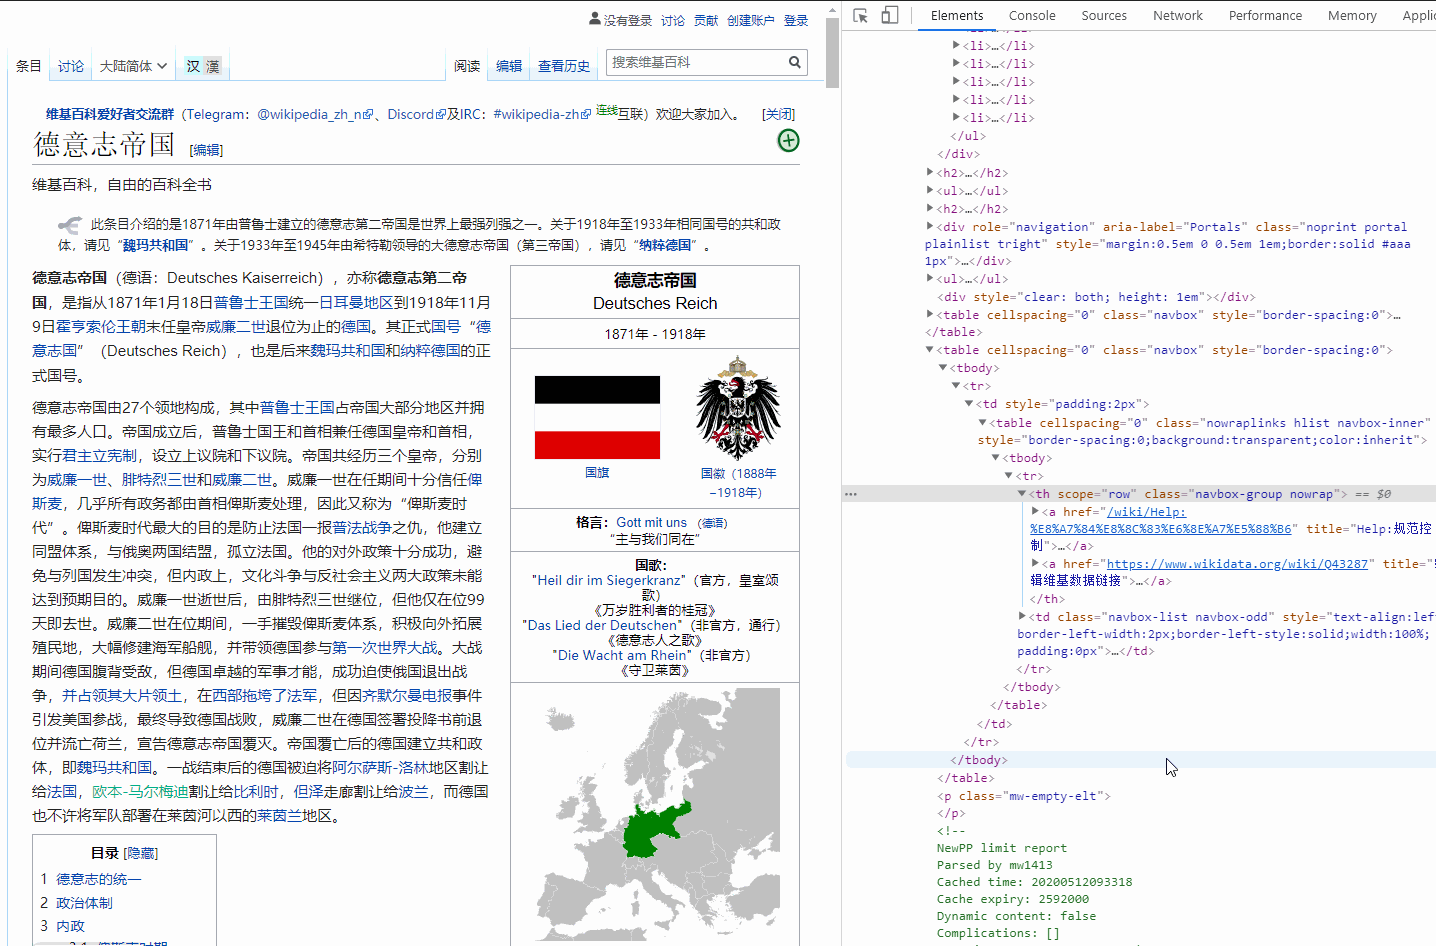 没有登录 讨论 贡献 创建账户 登录
条目 讨论 大陆简体 汉 漢 阅读 编辑 查看历史 搜索维基百科
维基百科爱好者交流群（Telegram：@wikipedia_zh_n、Discord及IRC：#wikipedia-zh 连线互联）欢迎大家加入。 [关闭]
德意志帝国 [编辑]
维基百科，自由的百科全书
此条目介绍的是1871年由普鲁士建立的德意志第二帝国是世界上最强列强之一。关于1918年至1933年相同国号的共和政
体，请见“魏玛共和国”。关于1933年至1945年由希特勒领导的大德意志帝国（第三帝国），请见“纳粹德国”。
德意志帝国（德语：Deutsches Kaiserreich），亦称德意志第二帝
国，是指从1871年1月18日普鲁士王国统一日耳曼地区到1918年11月
9日霍亨索伦王朝末任皇帝威廉二世退位为止的德国。其正式国号“德
意志国”（Deutsches Reich），也是后来魏玛共和国和纳粹德国的正
式国号。
德意志帝国由27个领地构成，其中普鲁士王国占帝国大部分地区并拥
有最多人口。帝国成立后，普鲁士国王和首相兼任德国皇帝和首相，
实行君主立宪制，设立上议院和下议院。帝国共经历三个皇帝，分别
为威廉一世、腓特烈三世和威廉二世。威廉一世在任期间十分信任俾
斯麦，几乎所有政务都由首相俾斯麦处理，因此又称为“俾斯麦时
代”。俾斯麦时代最大的目的是防止法国一报普法战争之仇，他建立
同盟体系，与俄奥两国结盟，孤立法国。他的对外政策十分成功，避
免与列国发生冲突，但内政上，文化斗争与反社会主义两大政策未能
达到预期目的。威廉一世逝世后，由腓特烈三世继位，但他仅在位99
天即去世。威廉二世在位期间，一手摧毁俾斯麦体系，积极向外拓展
殖民地，大幅修建海军船舰，并带领德国参与第一次世界大战。大战
期间德国腹背受敌，但德国卓越的军事才能，成功迫使俄国退出战
争，并占领其大片领土，在西部拖垮了法军，但因齐默尔曼电报事件
引发美国参战，最终导致德国战败，威廉二世在德国签署投降书前退
位并流亡荷兰，宣告德意志帝国覆灭。帝国覆亡后的德国建立共和政
体，即魏玛共和国。一战结束后的德国被迫将阿尔萨斯-洛林地区割让
给法国，欧本-马尔梅迪割让给比利时，但泽走廊割让给波兰，而德国
也不许将军队部署在莱茵河以西的莱茵兰地区。
目录 [隐藏]
1 德意志的统一
2 政治体制
3 内政
德意志帝国
Deutsches Reich
1871年 - 1918年
国旗
国徽（1888年
–1918年）
格言：Gott mit uns （德语）
“主与我们同在”
国歌：
"Heil dir im Siegerkranz"（官方，皇室颂
歌）
《万岁胜利者的桂冠》
"Das Lied der Deutschen"（非官方，通行）
《德意志人之歌》
"Die Wacht am Rhein"（非官方）
《守卫莱茵》
Elements Console Sources Network Performance Memory Applic
<li>…</li>
<li>…</li>
<li>…</li>
<li>…</li>
<li>…</li>
</ul>
</div>
<h2>…</h2>
<ul>…</ul>
<h2>…</h2>
<div role="navigation" aria-label="Portals" class="noprint portal
plainlist tright" style="margin:0.5em 0 0.5em 1em;border:solid #aaa
1px">…</div>
<ul>…</ul>
<div style="clear: both; height: 1em"></div>
<table cellspacing="0" class="navbox" style="border-spacing:0">…
</table>
<table cellspacing="0" class="navbox" style="border-spacing:0">
<tbody>
<tr>
<td style="padding:2px">
<table cellspacing="0" class="nowraplinks hlist navbox-inner"
style="border-spacing:0;background:transparent;color:inherit">
<tbody>
<tr>
<th scope="row" class="navbox-group nowrap"> == $0
<a href="/wiki/Help:
%E8%A7%84%E8%8C%83%E6%8E%A7%E5%88%B6" title="Help:规范控
制">…</a>
<a href="https://www.wikidata.org/wiki/Q43287" title="
辑维基数据链接">…</a>
</th>
<td class="navbox-list navbox-odd" style="text-align:left
border-left-width:2px;border-left-style:solid;width:100%;
padding:0px">…</td>
</tr>
</tbody>
</table>
</td>
</tr>
</tbody>
</table>
<p class="mw-empty-elt">
</p>
<!--
NewPP limit report
Parsed by mw1413
Cached time: 20200512093318
Cache expiry: 2592000
Dynamic content: false
Complications: []